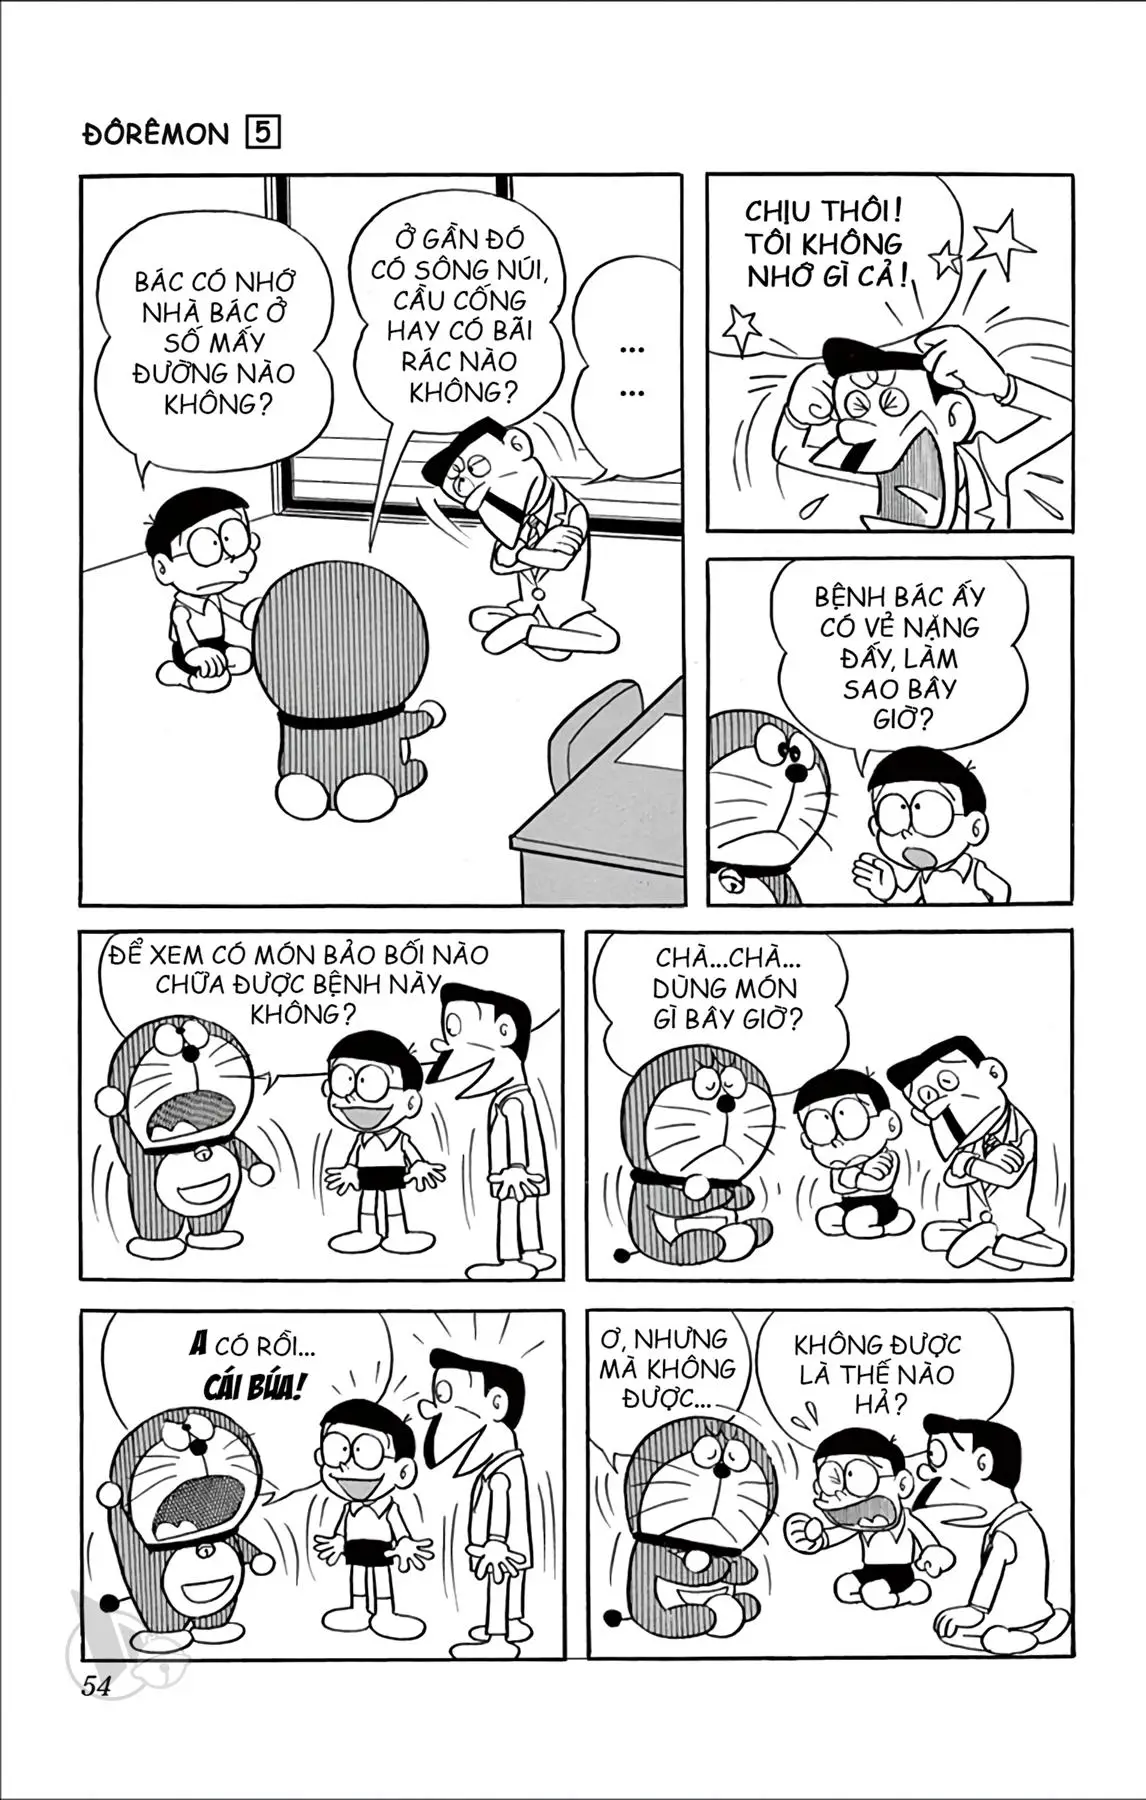 ĐÔRÊMON 5
BÁC CÓ NHỚ
NHÀ BÁC Ở
SỐ MẤY
ĐƯỜNG NÀO
KHÔNG?
Ở GẦN ĐÓ
CÓ SÔNG NÚI,
CẦU CỐNG
HAY CÓ BÃI
RÁC NÀO
KHÔNG?
...
...
CHỊU THÔI!
TÔI KHÔNG
NHỚ GÌ CẢ!
BỆNH BÁC ẤY
CÓ VẺ NẶNG
ĐẤY, LÀM
SAO BÂY
GIỜ?
ĐỂ XEM CÓ MÓN BẢO BỐI NÀO
CHỮA ĐƯỢC BỆNH NÀY
KHÔNG?
CHÀ...CHÀ...
DÙNG MÓN
GÌ BÂY GIỜ?
A CÓ RỒI...
CÁI BÚA!
Ơ, NHƯNG
MÀ KHÔNG
ĐƯỢC...
KHÔNG ĐƯỢC
LÀ THẾ NÀO
HẢ?
54